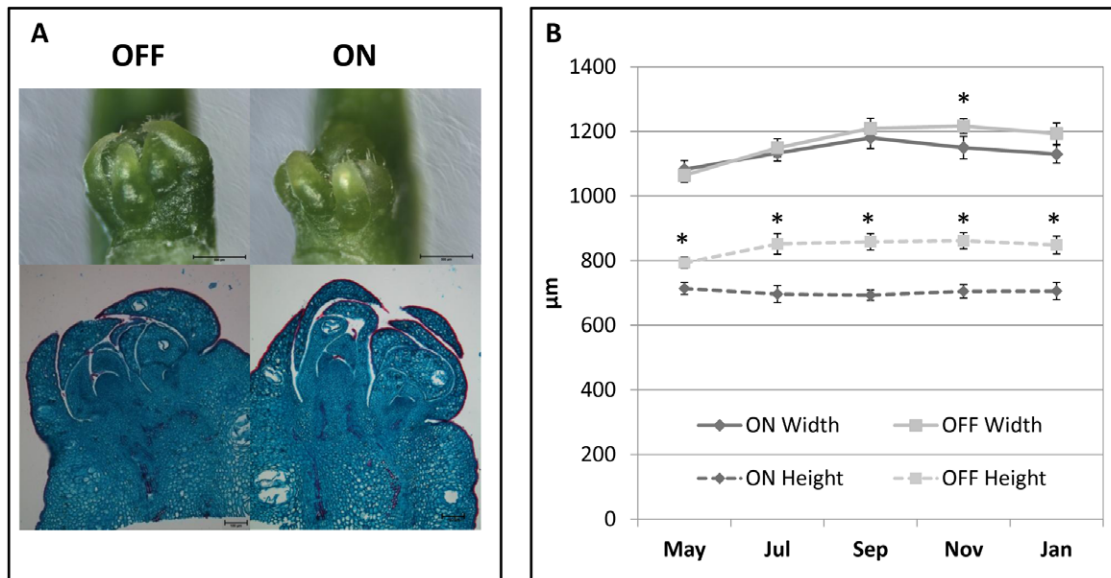 A
OFF ON
B
1400
1200
1000
800
600
400
200
0
µm
* * * * * *
May Jul Sep Nov Jan
ON Width OFF Width
ON Height OFF Height